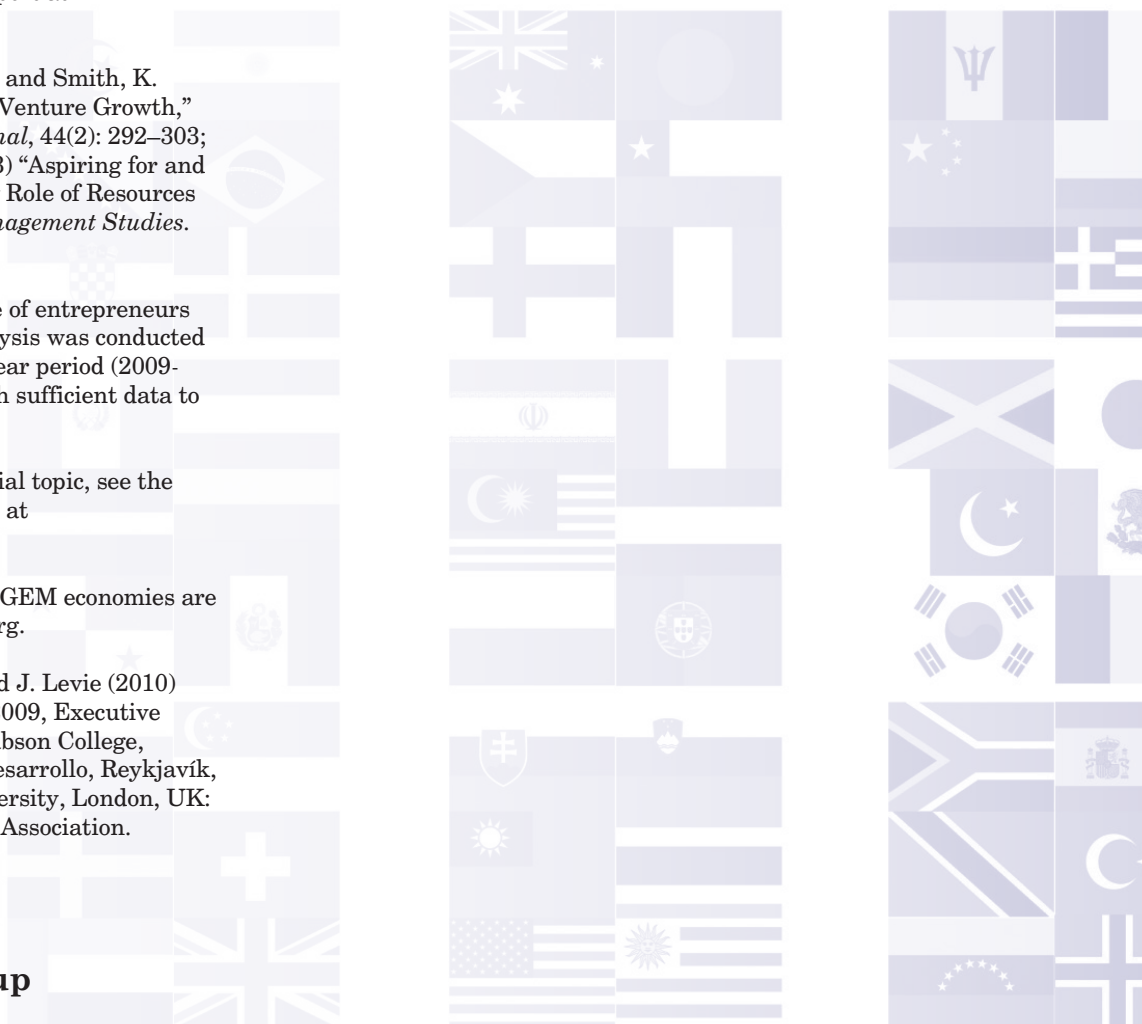 and Smith, K.
Venture Growth,”
nal, 44(2): 292–303;
3) “Aspiring for and
Role of Resources
nagement Studies.
e of entrepreneurs
lysis was conducted
ear period (2009-
h sufficient data to
ial topic, see the
at
GEM economies are
rg.
d J. Levie (2010)
009, Executive
bson College,
esarrollo, Reykjavík,
ersity, London, UK:
Association.
up